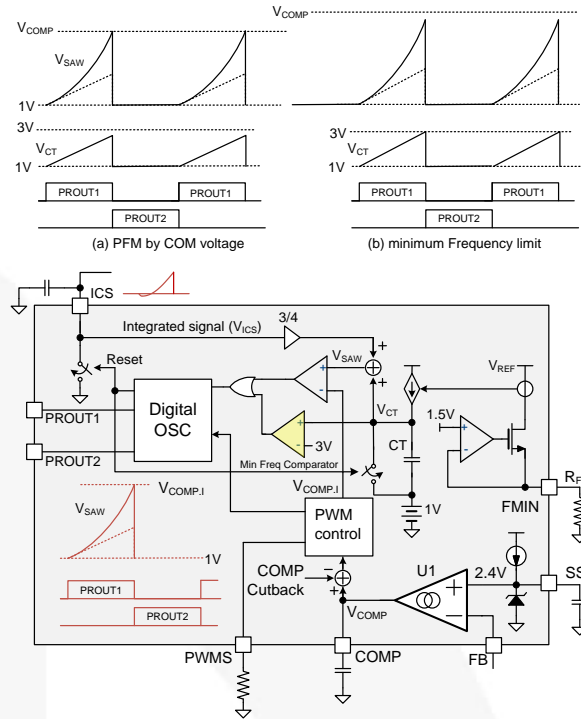 VCOMP
VSAW
1V
3V
VCT
1V
PROUT1
PROUT1
PROUT2
(a) PFM by COM voltage
VCOMP
1V
3V
VCT
1V
PROUT1
PROUT1
PROUT2
(b) minimum Frequency limit
ICS
3/4
Integrated signal (VICS)
+
+
Reset
VSAW
+
-
VREF
PROUT1
Digital
OSC
VCT
+
-
3V
CT
1.5V
+
-
PROUT2
Min Freq Comparator
RF
FMIN
VCOMP.I
VCOMP.I
VSAW
1V
1V
PWM
control
PROUT1
PROUT2
COMP
Cutback
−
+
VCOMP
U1
+
−
2.4V
SS
PWMS
COMP
FB